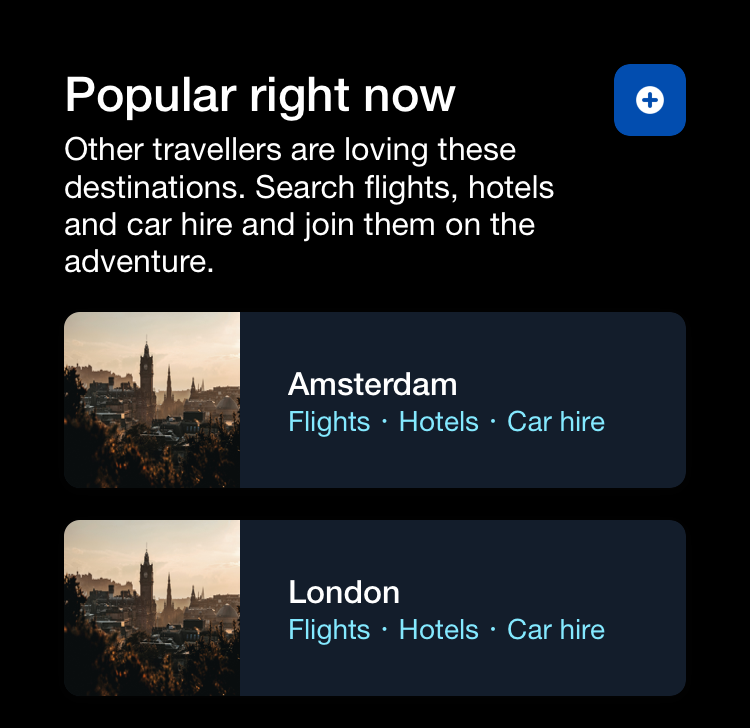 Popular right now
Other travellers are loving these
destinations. Search flights, hotels
and car hire and join them on the
adventure.
Amsterdam
Flights · Hotels · Car hire
London
Flights · Hotels · Car hire